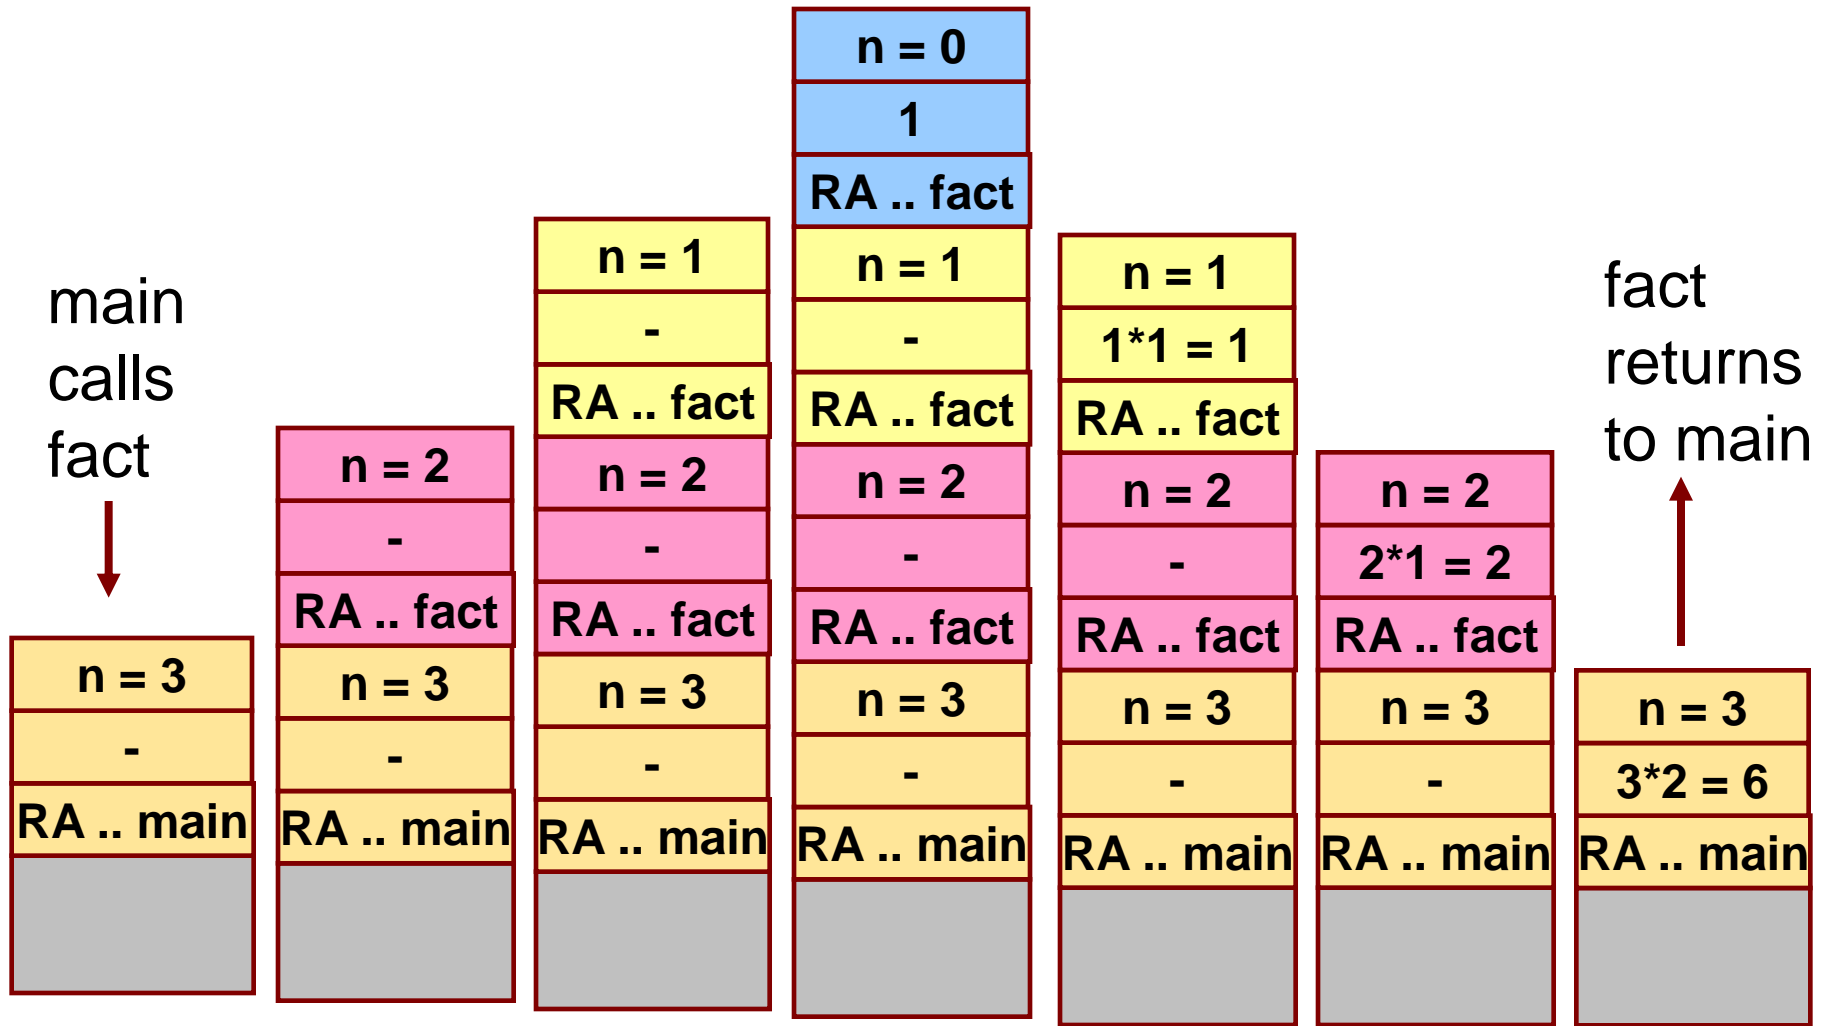 main
calls
fact
n = 3
-
RA .. main
n = 2
-
RA .. fact
n = 3
-
RA .. main
n = 1
-
RA .. fact
n = 2
-
RA .. fact
n = 3
-
RA .. main
n = 0
1
RA .. fact
n = 1
-
RA .. fact
n = 2
-
RA .. fact
n = 3
-
RA .. main
n = 1
1*1 = 1
RA .. fact
n = 2
-
RA .. fact
n = 3
-
RA .. main
n = 2
2*1 = 2
RA .. fact
n = 3
-
RA .. main
fact
returns
to main
n = 3
3*2 = 6
RA .. main